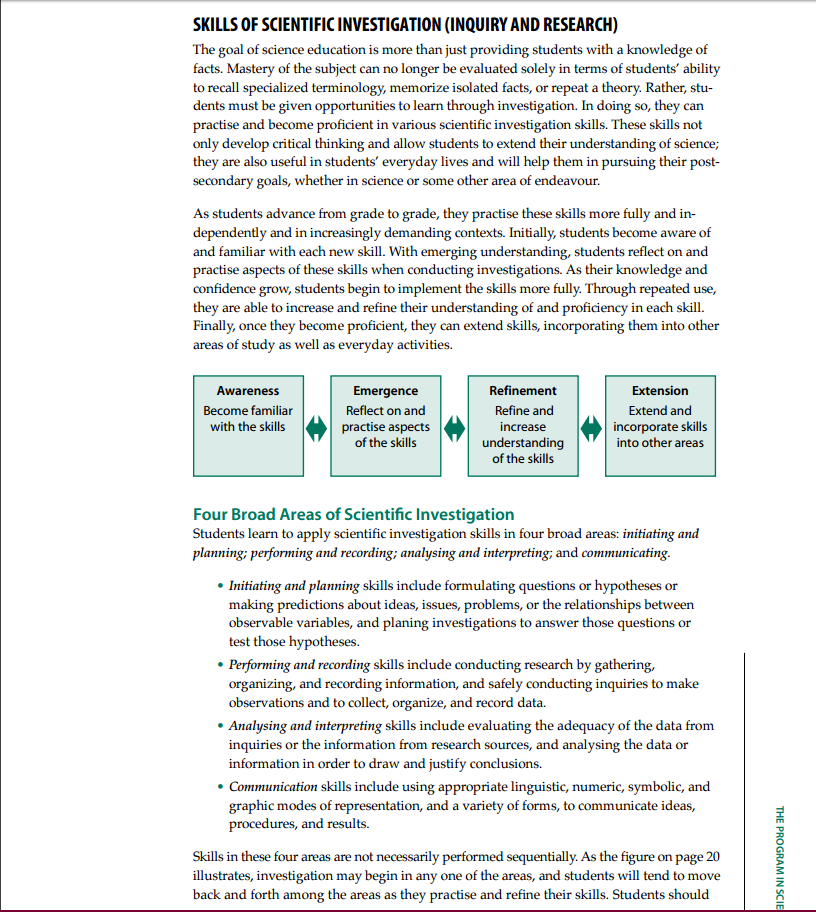 SKILLS OF SCIENTIFIC INVESTIGATION (INQUIRY AND RESEARCH)
The goal of science education is more than just providing students with a knowledge of
facts. Mastery of the subject can no longer be evaluated solely in terms of students’ ability
to recall specialized terminology, memorize isolated facts, or repeat a theory. Rather, stu-
dents must be given opportunities to learn through investigation. In doing so, they can
practise and become proficient in various scientific investigation skills. These skills not
only develop critical thinking and allow students to extend their understanding of science;
they are also useful in students’ everyday lives and will help them in pursuing their post-
secondary goals, whether in science or some other area of endeavour.
As students advance from grade to grade, they practise these skills more fully and in-
dependently and in increasingly demanding contexts. Initially, students become aware of
and familiar with each new skill. With emerging understanding, students reflect on and
practise aspects of these skills when conducting investigations. As their knowledge and
confidence grow, students begin to implement the skills more fully. Through repeated use,
they are able to increase and refine their understanding of and proficiency in each skill.
Finally, once they become proficient, they can extend skills, incorporating them into other
areas of study as well as everyday activities.
Awareness
Become familiar
with the skills
Emergence
Reflect on and
practise aspects
of the skills
Refinement
Refine and
increase
understanding
of the skills
Extension
Extend and
incorporate skills
into other areas
Four Broad Areas of Scientific Investigation
Students learn to apply scientific investigation skills in four broad areas: initiating and
planning; performing and recording; analysing and interpreting; and communicating.
• Initiating and planning skills include formulating questions or hypotheses or
making predictions about ideas, issues, problems, or the relationships between
observable variables, and planing investigations to answer those questions or
test those hypotheses.
• Performing and recording skills include conducting research by gathering,
organizing, and recording information, and safely conducting inquiries to make
observations and to collect, organize, and record data.
• Analysing and interpreting skills include evaluating the adequacy of the data from
inquiries or the information from research sources, and analysing the data or
information in order to draw and justify conclusions.
• Communication skills include using appropriate linguistic, numeric, symbolic, and
graphic modes of representation, and a variety of forms, to communicate ideas,
procedures, and results.
Skills in these four areas are not necessarily performed sequentially. As the figure on page 20
illustrates, investigation may begin in any one of the areas, and students will tend to move
back and forth among the areas as they practise and refine their skills. Students should
THE PROGRAM IN SCIE